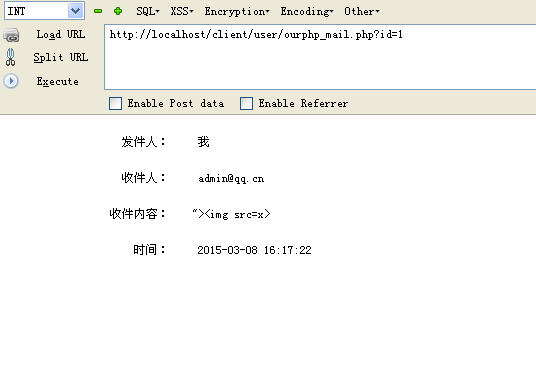 INT SQL XSS Encryption Encoding Other
Load URL http://localhost/client/user/ourphp_mail.php?id=1
Split URL
Execute
Enable Post data Enable Referrer
发件人： 我
收件人： admin@qq.cn
收件内容： "><img src=x>
时间： 2015-03-08 16:17:22